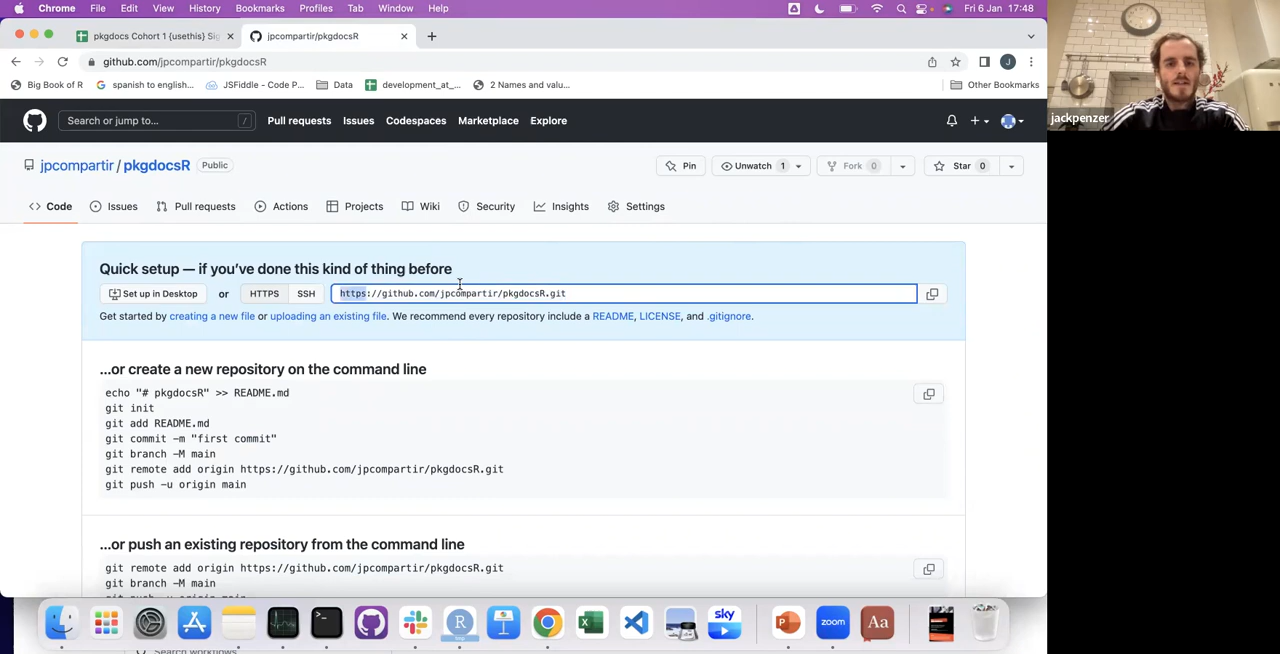 Chrome File Edit View History Bookmarks Profiles Tab Window Help Fri 6 Jan 17:48
pkgdocs Cohort 1 {usethis} Sig
jpcompartir/pkgdocsR
github.com/jpcompartir/pkgdocsR
Big Book of R spanish to english... JSFiddle - Code P... Data development_at_... 2 Names and valu... Other Bookmarks
Search or jump to... / Pull requests Issues Codespaces Marketplace Explore
jackpenzer
jpcompartir / pkgdocsR Public Pin Unwatch 1 Fork 0 Star 0
Code Issues Pull requests Actions Projects Wiki Security Insights Settings
Quick setup — if you've done this kind of thing before
Set up in Desktop or HTTPS SSH https://github.com/jpcompartir/pkgdocsR.git
Get started by creating a new file or uploading an existing file. We recommend every repository include a README, LICENSE, and .gitignore.
...or create a new repository on the command line
echo "# pkgdocsR" >> README.md
git init
git add README.md
git commit -m "first commit"
git branch -M main
git remote add origin https://github.com/jpcompartir/pkgdocsR.git
git push -u origin main
...or push an existing repository from the command line
git remote add origin https://github.com/jpcompartir/pkgdocsR.git
git branch -M main
sky
zoom
Aa
Search workflows